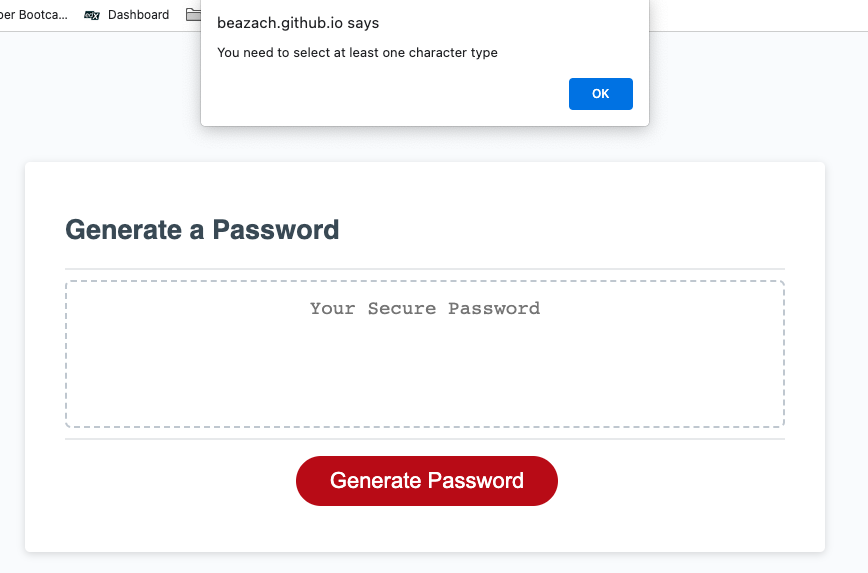 per Bootca... Dashboard
beazach.github.io says
You need to select at least one character type
OK
Generate a Password
Your Secure Password
Generate Password